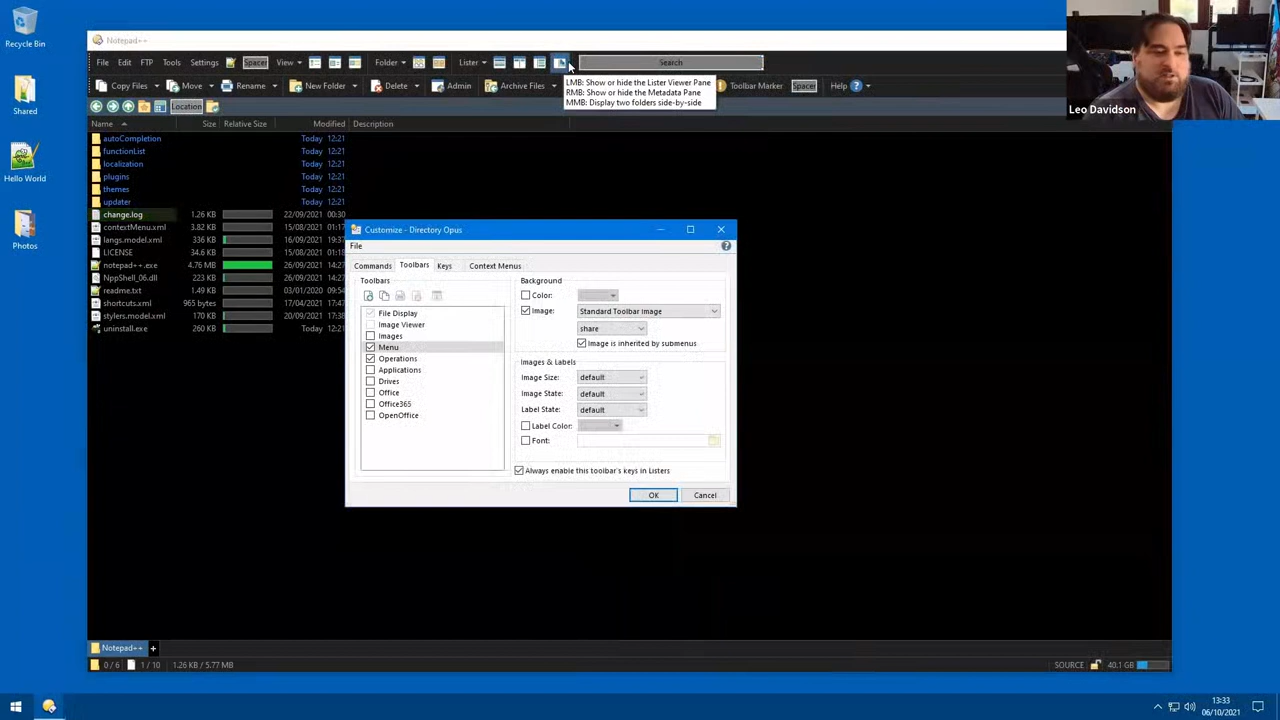 Recycle Bin
Shared
Hello World
Photos
Notepad++
File Edit FTP Tools Settings Spacer View Folder Lister Search
Copy Files Move Rename New Folder Delete Admin Archive Files Toolbar Marker Spacer Help
LMB: Show or hide the Lister Viewer Pane
RMB: Show or hide the Metadata Pane
MMB: Display two folders side-by-side
Leo Davidson
Location
Name Size Relative Size Modified Description
autoCompletion Today 12:21
functionList Today 12:21
localization Today 12:21
plugins Today 12:21
themes Today 12:21
updater Today 12:21
change.log 1.26 KB 22/09/2021 00:30
contextMenu.xml 3.82 KB 15/08/2021 01:17
langs.model.xml 336 KB 16/09/2021 19:37
LICENSE 34.6 KB 15/08/2021 01:18
notepad++.exe 4.76 MB 26/09/2021 14:27
NppShell_06.dll 223 KB 26/09/2021 14:27
readme.txt 1.49 KB 03/01/2020 09:54
shortcuts.xml 965 bytes 17/04/2021 17:47
stylers.model.xml 170 KB 20/09/2021 17:38
uninstall.exe 260 KB Today 12:21
Customize - Directory Opus
File
Commands Toolbars Keys Context Menus
Toolbars
File Display
Image Viewer
Images
Menu
Operations
Applications
Drives
Office
Office365
OpenOffice
Background
Color:
Image: Standard Toolbar Image
share
Image is inherited by submenus
Images & Labels
Image Size: default
Image State: default
Label State: default
Label Color:
Font:
Always enable this toolbar's keys in Listers
OK Cancel
Notepad++ +
0 / 6 1 / 10 1.26 KB / 5.77 MB SOURCE 40.1 GB
13:33
06/10/2021